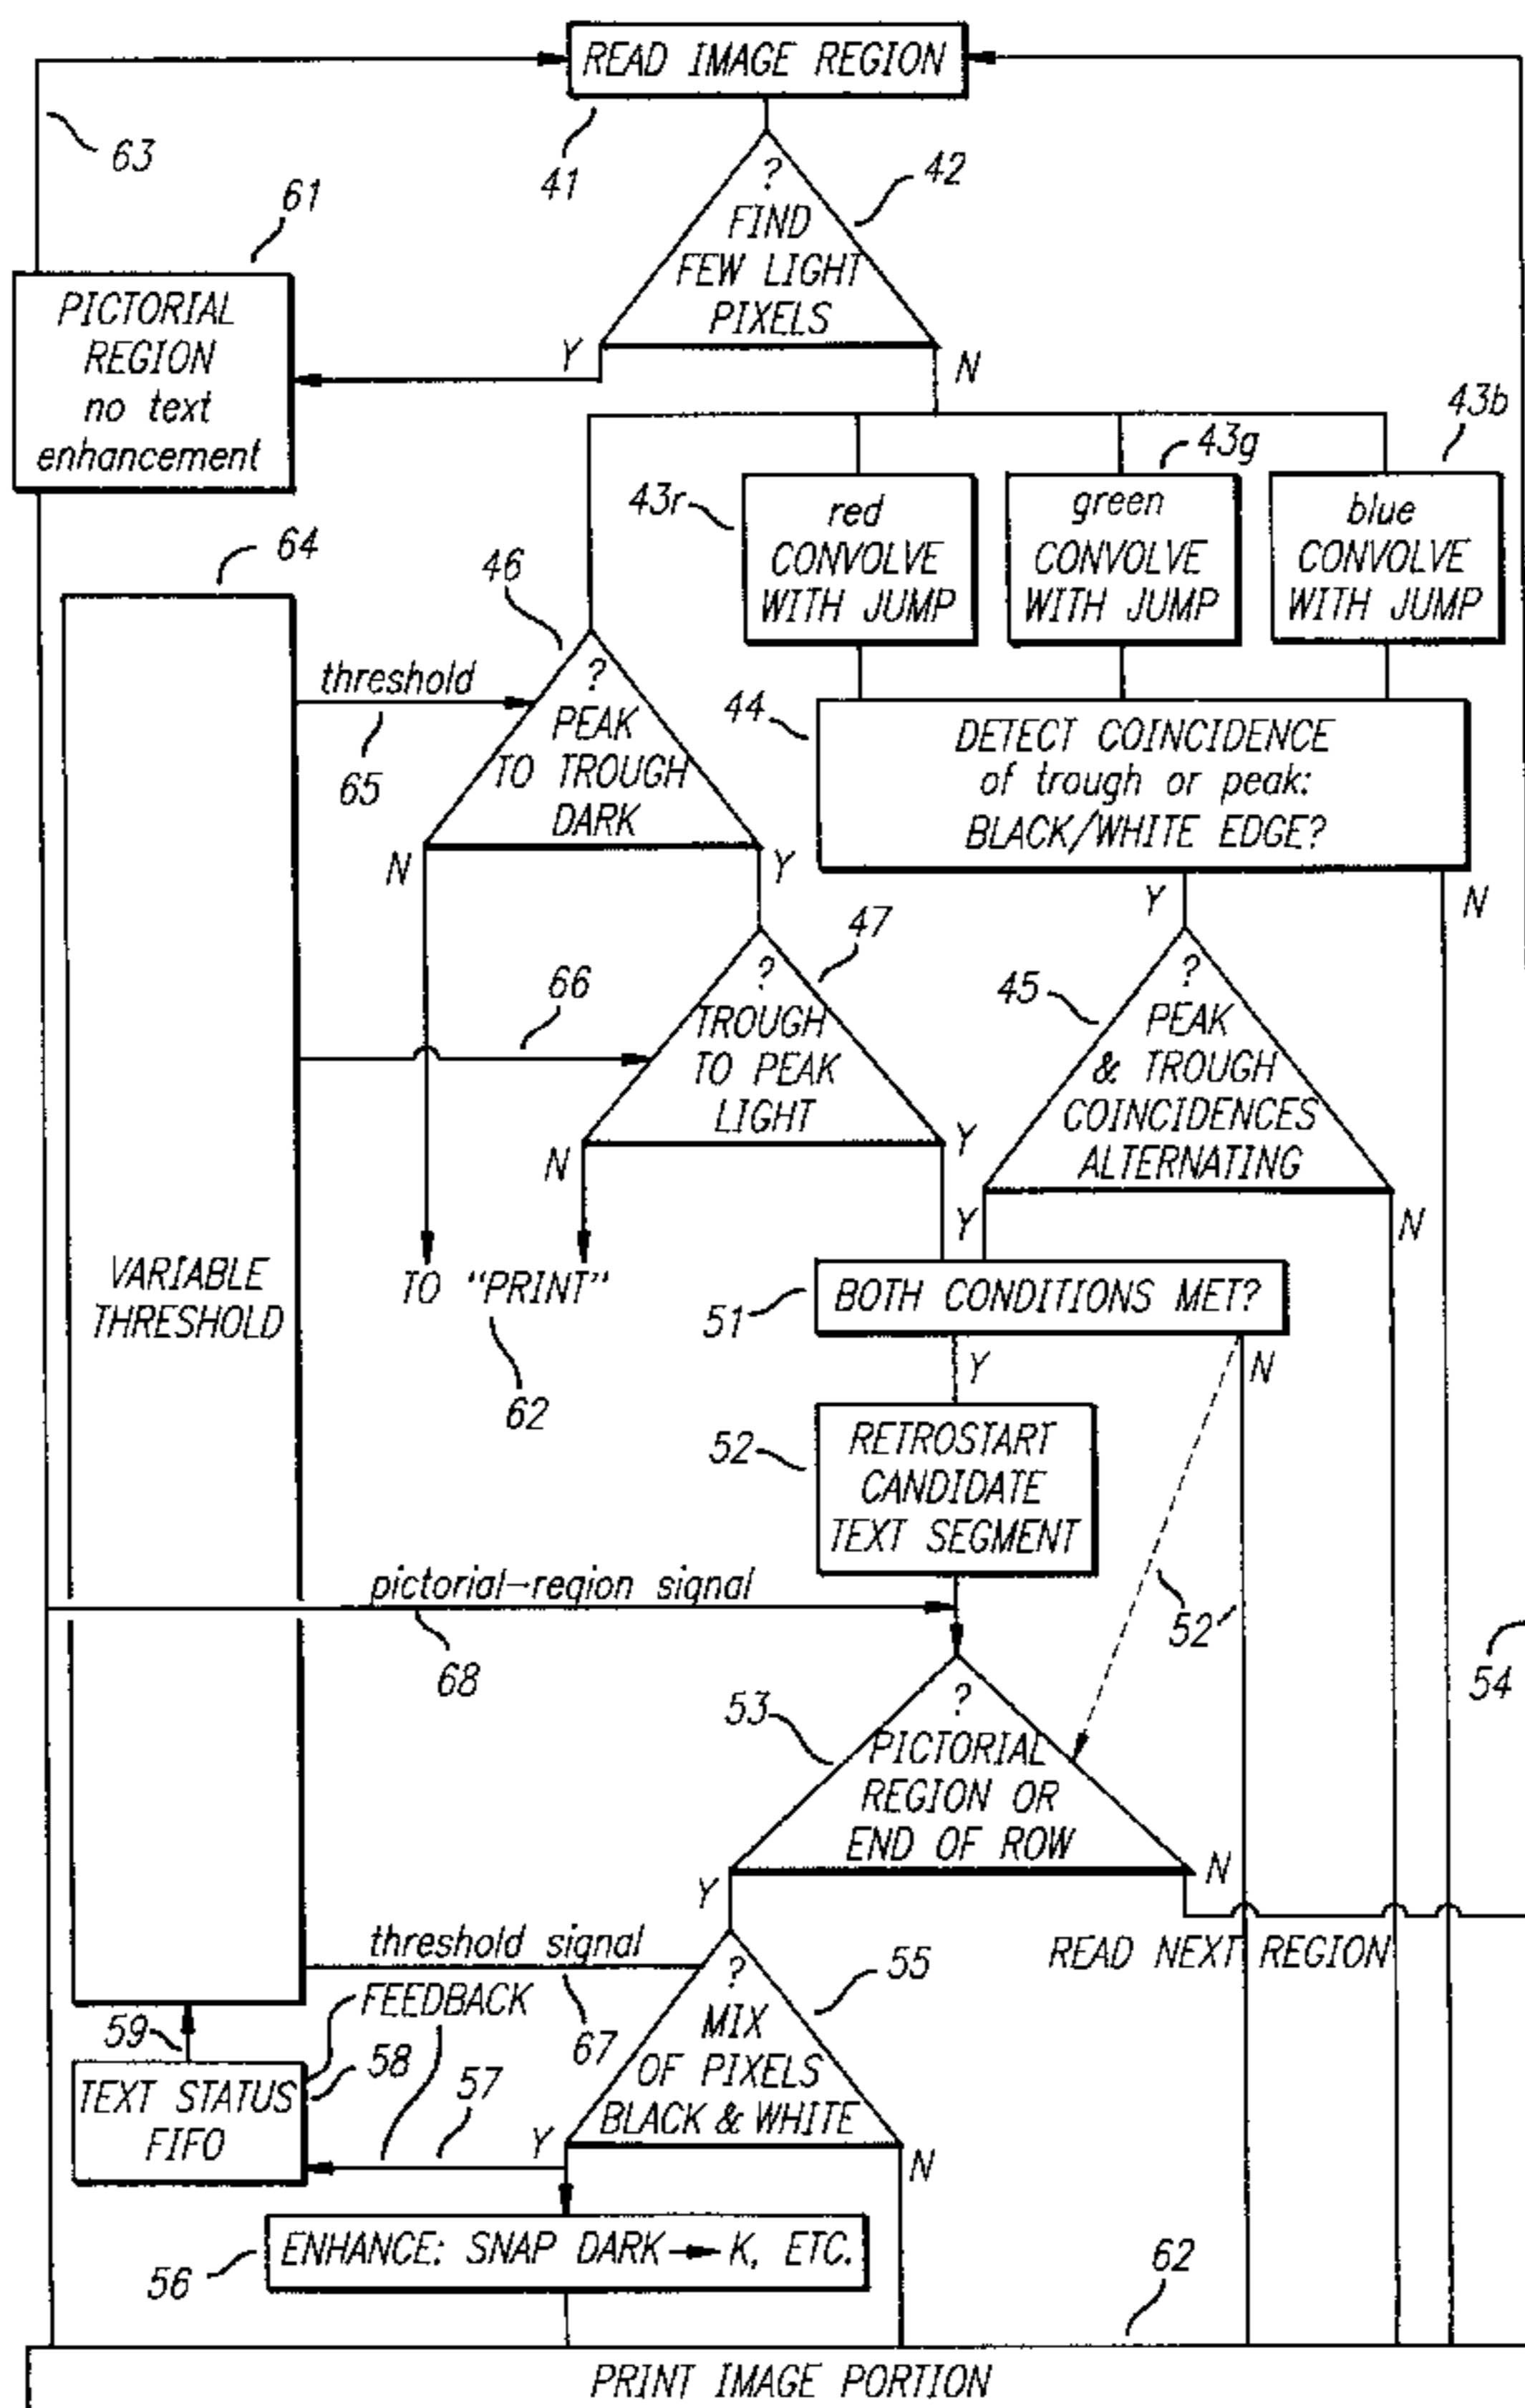 READ IMAGE REGION
63
41
?
FIND
FEW LIGHT
PIXELS
42
61
Y
N
PICTORIAL
REGION
no text
enhancement
43r
43g
43b
red
CONVOLVE
WITH JUMP
green
CONVOLVE
WITH JUMP
blue
CONVOLVE
WITH JUMP
64
46
threshold
65
?
PEAK
TO TROUGH
DARK
N
Y
44
DETECT COINCIDENCE
of trough or peak:
BLACK/WHITE EDGE?
Y
N
47
66
?
TROUGH
TO PEAK
LIGHT
N
Y
45
?
PEAK
& TROUGH
COINCIDENCES
ALTERNATING
Y
N
VARIABLE
THRESHOLD
TO "PRINT"
62
51
BOTH CONDITIONS MET?
Y
N
52
RETROSTART
CANDIDATE
TEXT SEGMENT
pictorial-region signal
68
52'
54
53
?
PICTORIAL
REGION OR
END OF ROW
Y
N
READ NEXT REGION
threshold signal
67
FEEDBACK
55
?
MIX
OF PIXELS
BLACK & WHITE
Y
N
59
58
57
TEXT STATUS
FIFO
56
ENHANCE: SNAP DARK→K, ETC.
62
PRINT IMAGE PORTION